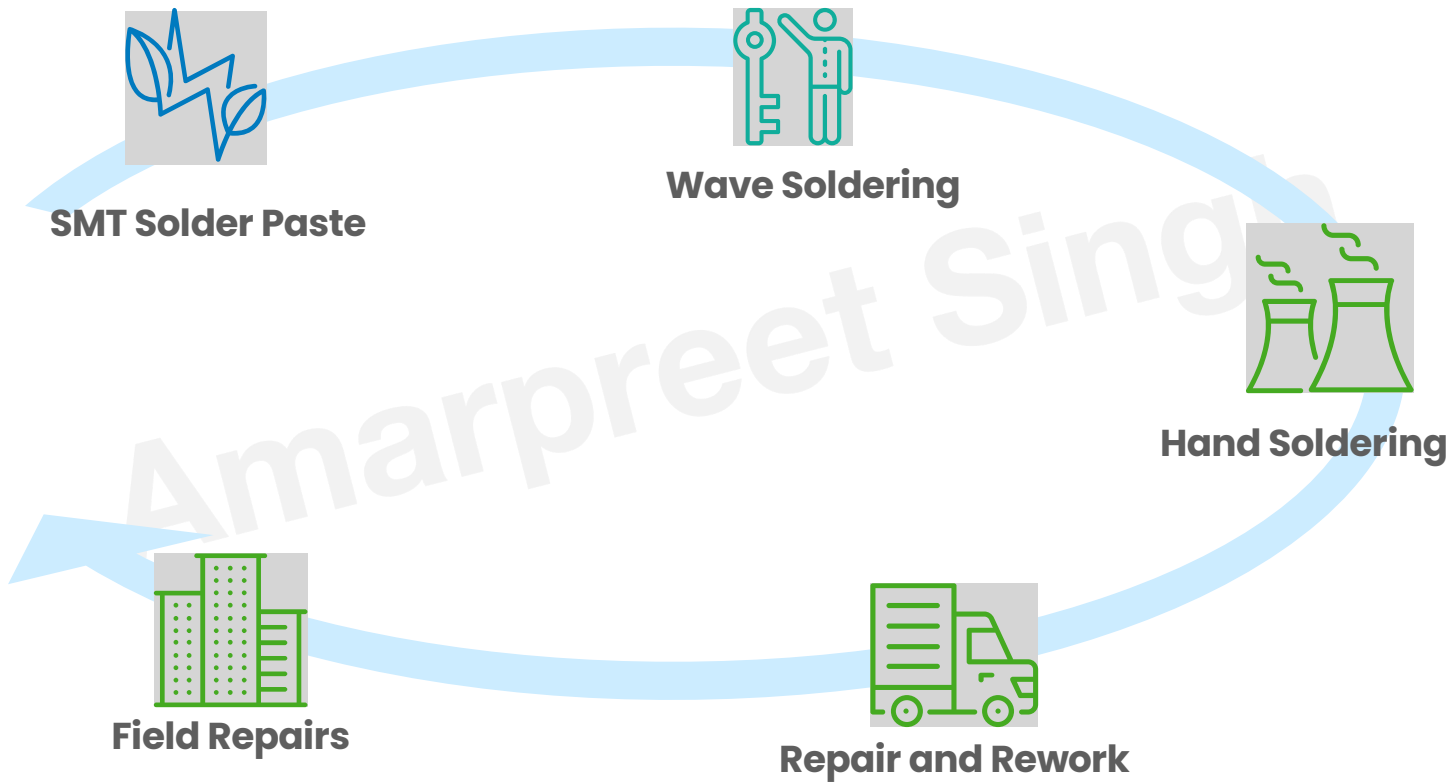 SMT Solder Paste
Wave Soldering
Hand Soldering
Repair and Rework
Field Repairs
Amarpreet Singh